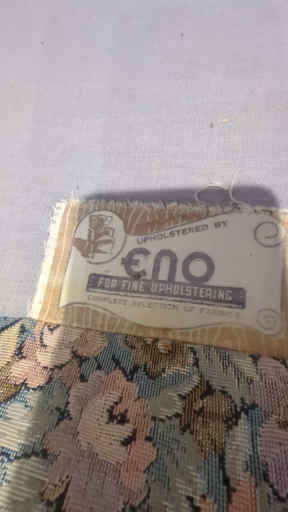 UPHOLSTERED BY
ENO
FOR FINE UPHOLSTERING
COMPLETE SELECTION OF FABRICS